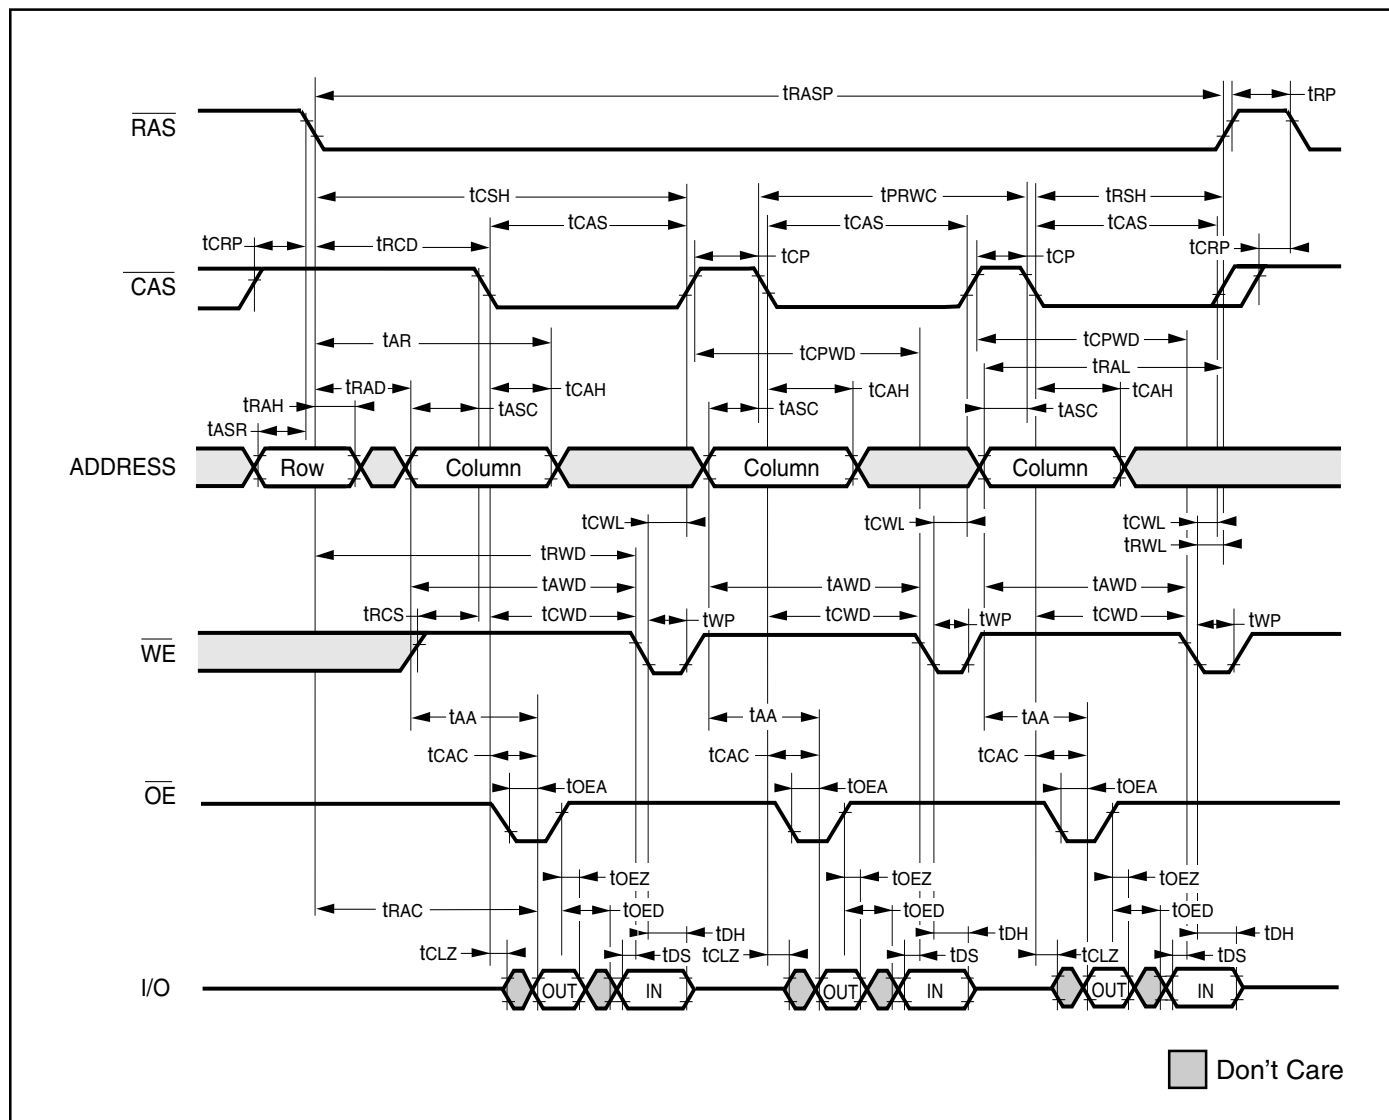 tRASP tRP
RAS
tCSH tPRWC tRSH
tCAS tCAS tCAS
tCRP tRCD tCP tCP tCRP
CAS
tAR tCPWD tCPWD
tRAL
tRAD tCAH tCAH tCAH
tRAH tASC tASC tASC
tASR
ADDRESS Row Column Column Column
tCWL tCWL tCWL
tRWD tRWL
tAWD tAWD tAWD
tRCS tCWD tWP tCWD tWP tCWD tWP
WE
tAA tAA tAA
tCAC tCAC tCAC
tOEA tOEA tOEA
OE
tOEZ tOEZ tOEZ
tRAC tOED tOED tOED
tDH tDH tDH
tCLZ tDS tCLZ tDS tCLZ tDS
I/O OUT IN OUT IN OUT IN
Don't Care